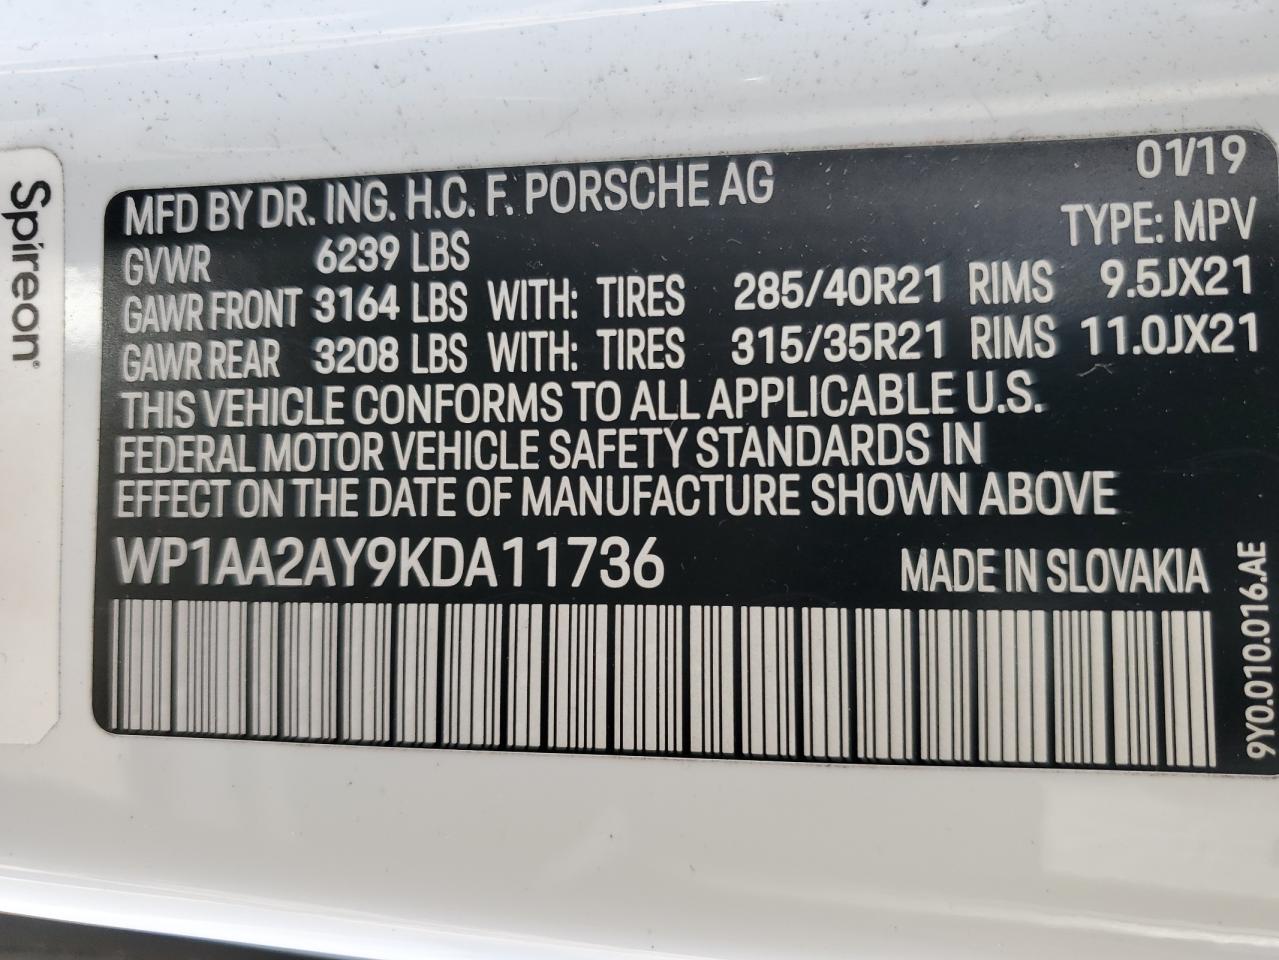 Spireon
01/19
MFD BY DR. ING. H.C. F. PORSCHE AG
TYPE: MPV
GVWR 6239 LBS
GAWR FRONT 3164 LBS WITH: TIRES 285/40R21 RIMS 9.5JX21
GAWR REAR 3208 LBS WITH: TIRES 315/35R21 RIMS 11.0JX21
THIS VEHICLE CONFORMS TO ALL APPLICABLE U.S.
FEDERAL MOTOR VEHICLE SAFETY STANDARDS IN
EFFECT ON THE DATE OF MANUFACTURE SHOWN ABOVE
WP1AA2AY9KDA11736
MADE IN SLOVAKIA
9Y0.010.016.AE